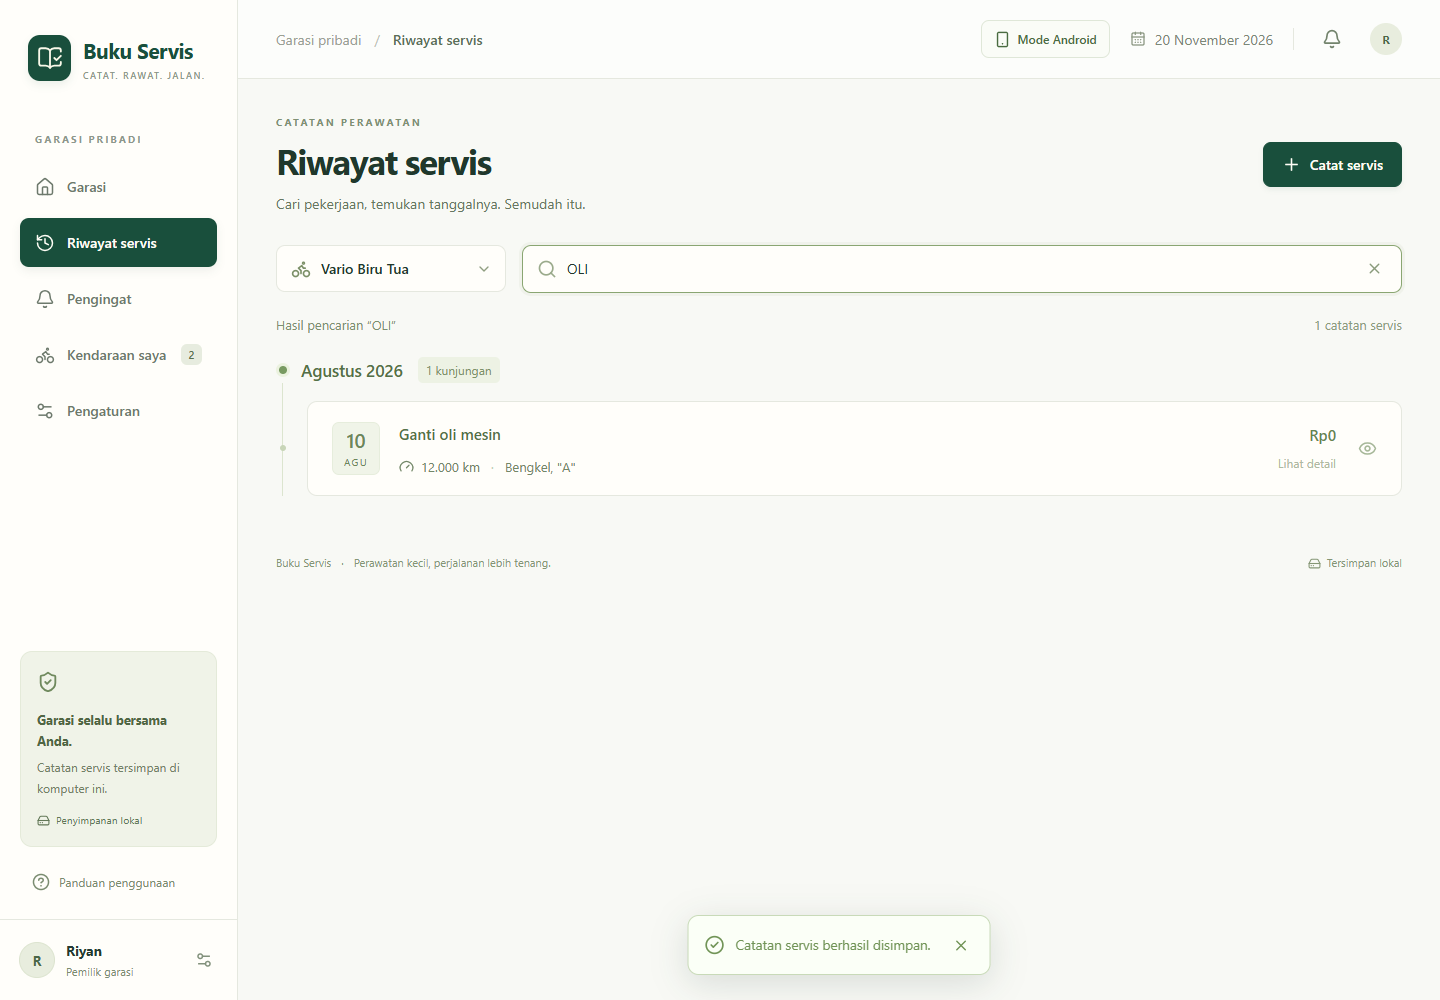 Buku Servis
CATAT. RAWAT. JALAN.
GARASI PRIBADI
Garasi
Riwayat servis
Pengingat
Kendaraan saya 2
Pengaturan
Garasi selalu bersama
Anda.
Catatan servis tersimpan di
komputer ini.
Penyimpanan lokal
Panduan penggunaan
R
Riyan
Pemilik garasi
Garasi pribadi / Riwayat servis
Mode Android
20 November 2026
R
CATATAN PERAWATAN
Riwayat servis
Cari pekerjaan, temukan tanggalnya. Semudah itu.
Catat servis
Vario Biru Tua
OLI
Hasil pencarian “OLI”
1 catatan servis
Agustus 2026
1 kunjungan
10
AGU
Ganti oli mesin
12.000 km · Bengkel, "A"
Rp0
Lihat detail
Buku Servis · Perawatan kecil, perjalanan lebih tenang.
Tersimpan lokal
Catatan servis berhasil disimpan.